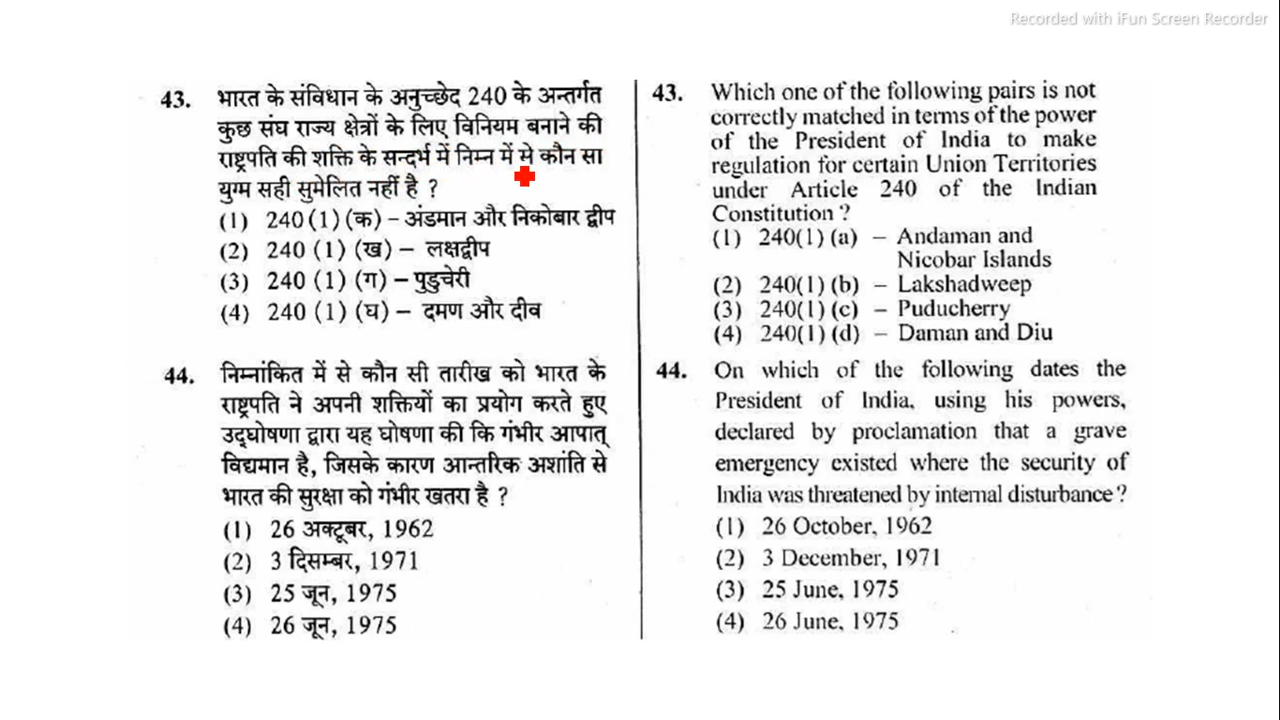 Recorded with iFun Screen Recorder
43. भारत के संविधान के अनुच्छेद 240 के अन्तर्गत
कुछ संघ राज्य क्षेत्रों के लिए विनियम बनाने की
राष्ट्रपति की शक्ति के सन्दर्भ में निम्न में से कौन सा
युग्म सही सुमेलित नहीं है ?
(1) 240 (1) (क) – अंडमान और निकोबार द्वीप
(2) 240 (1) (ख) – लक्षद्वीप
(3) 240 (1) (ग) – पुडुचेरी
(4) 240 (1) (घ) – दमण और दीव
44. निम्नांकित में से कौन सी तारीख को भारत के
राष्ट्रपति ने अपनी शक्तियों का प्रयोग करते हुए
उद्घोषणा द्वारा यह घोषणा की कि गंभीर आपात्
विद्यमान है, जिसके कारण आन्तरिक अशांति से
भारत की सुरक्षा को गंभीर खतरा है ?
(1) 26 अक्टूबर, 1962
(2) 3 दिसम्बर, 1971
(3) 25 जून, 1975
(4) 26 जून, 1975
43. Which one of the following pairs is not
correctly matched in terms of the power
of the President of India to make
regulation for certain Union Territories
under Article 240 of the Indian
Constitution ?
(1) 240(1) (a) – Andaman and
Nicobar Islands
(2) 240(1) (b) – Lakshadweep
(3) 240(1) (c) – Puducherry
(4) 240(1) (d) – Daman and Diu
44. On which of the following dates the
President of India, using his powers,
declared by proclamation that a grave
emergency existed where the security of
India was threatened by internal disturbance ?
(1) 26 October, 1962
(2) 3 December, 1971
(3) 25 June, 1975
(4) 26 June, 1975